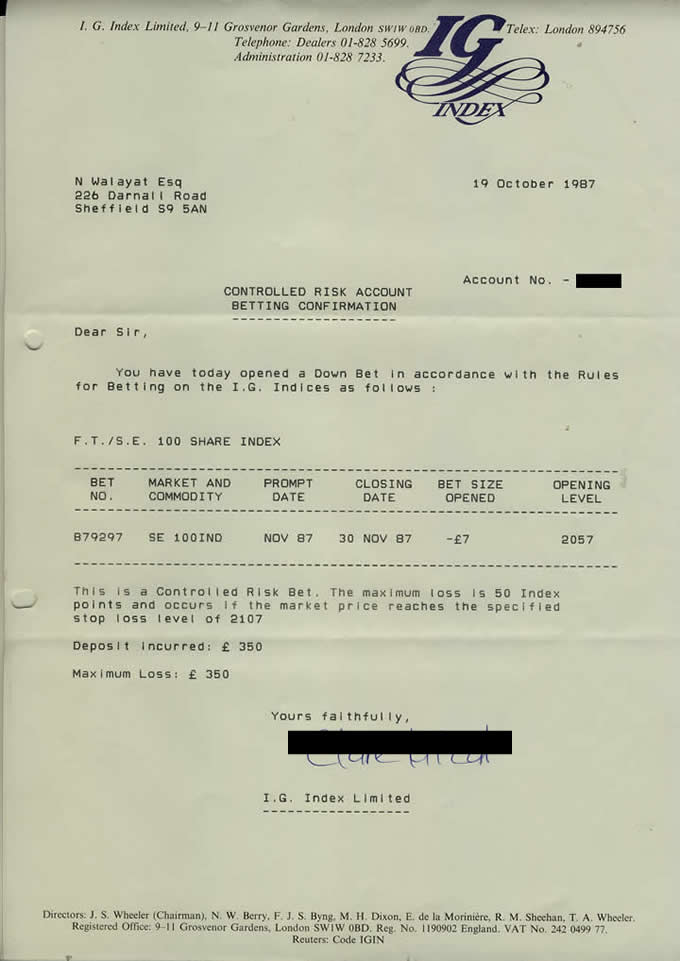 I. G. Index Limited, 9–11 Grosvenor Gardens, London SW1W 0BD.
Telephone: Dealers 01-828 5699.
Administration 01-828 7233.
IG
INDEX
Telex: London 894756
N Walayat Esq
226 Darnall Road
Sheffield S9 5AN
19 October 1987
Account No. -
CONTROLLED RISK ACCOUNT
BETTING CONFIRMATION
Dear Sir,
You have today opened a Down Bet in accordance with the Rules
for Betting on the I.G. Indices as follows :
F.T./S.E. 100 SHARE INDEX
BET MARKET AND PROMPT CLOSING BET SIZE OPENING
NO. COMMODITY DATE DATE OPENED LEVEL
B79297 SE 100IND NOV 87 30 NOV 87 -£7 2057
This is a Controlled Risk Bet. The maximum loss is 50 Index
points and occurs if the market price reaches the specified
stop loss level of 2107
Deposit incurred: £ 350
Maximum Loss: £ 350
Yours faithfully,
I.G. Index Limited
Directors: J. S. Wheeler (Chairman), N. W. Berry, F. J. S. Byng, M. H. Dixon, E. de la Morinière, R. M. Sheehan, T. A. Wheeler.
Registered Office: 9–11 Grosvenor Gardens, London SW1W 0BD. Reg. No. 1190902 England. VAT No. 242 0499 77.
Reuters: Code IGIN